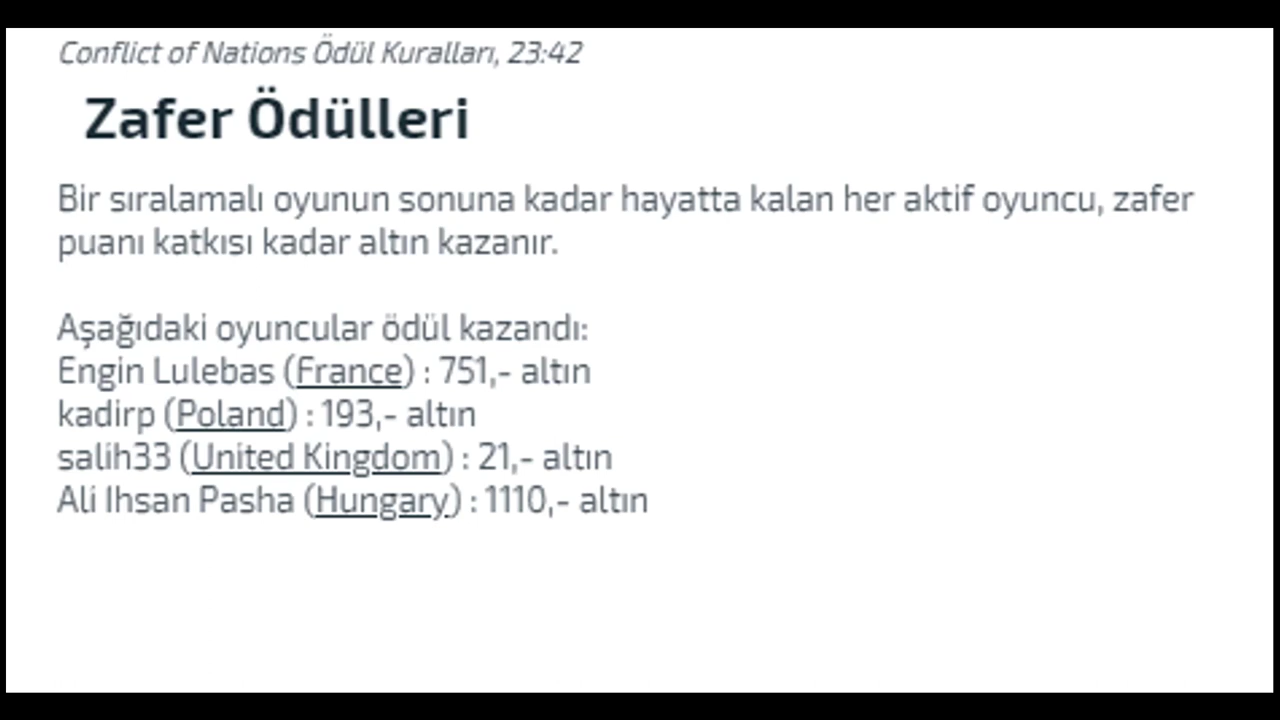 Conflict of Nations Ödül Kuralları, 23:42
Zafer Ödülleri
Bir sıralamalı oyunun sonuna kadar hayatta kalan her aktif oyuncu, zafer
puanı katkısı kadar altın kazanır.
Aşağıdaki oyuncular ödül kazandı:
Engin Lulebas (France) : 751,- altın
kadirp (Poland) : 193,- altın
salih33 (United Kingdom) : 21,- altın
Ali Ihsan Pasha (Hungary) : 1110,- altın